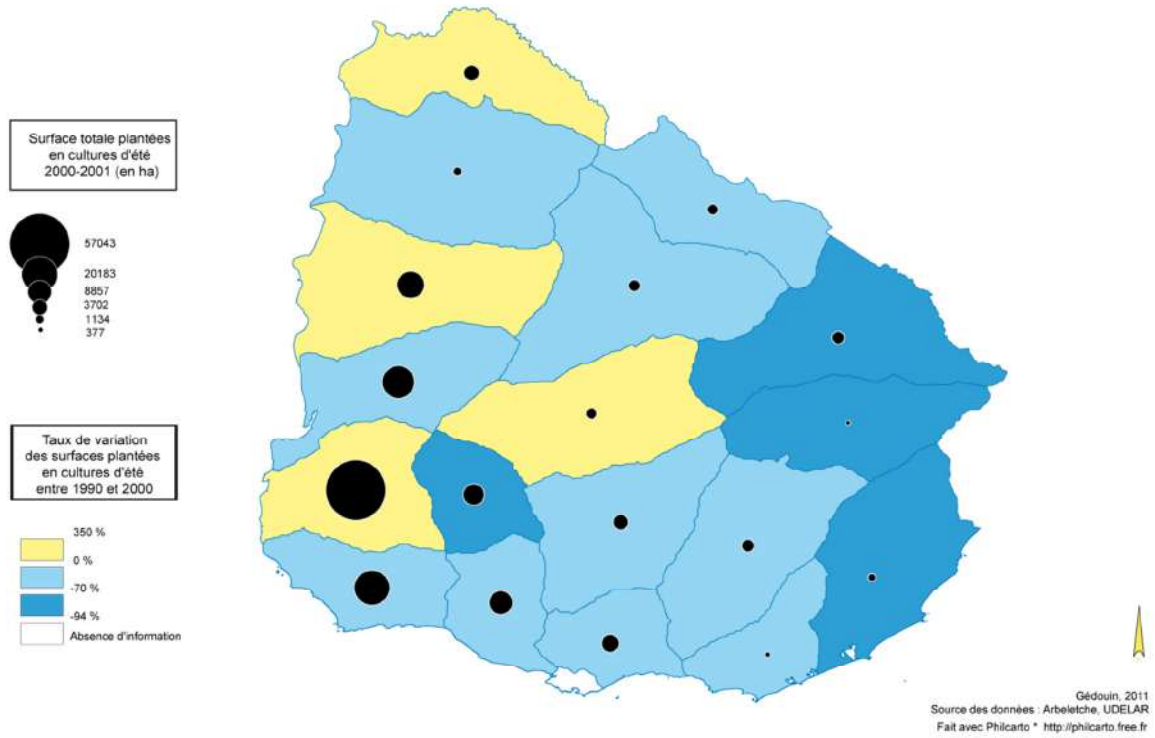 Surface totale plantées
en cultures d'été
2000-2001 (en ha)
57043
20183
8857
3702
1134
377
Taux de variation
des surfaces plantées
en cultures d'été
entre 1990 et 2000
350 %
0 %
-70 %
-94 %
Absence d'information
Gédouin, 2011
Source des données : Arbeletche, UDELAR
Fait avec Philcarto * http://philcarto.free.fr